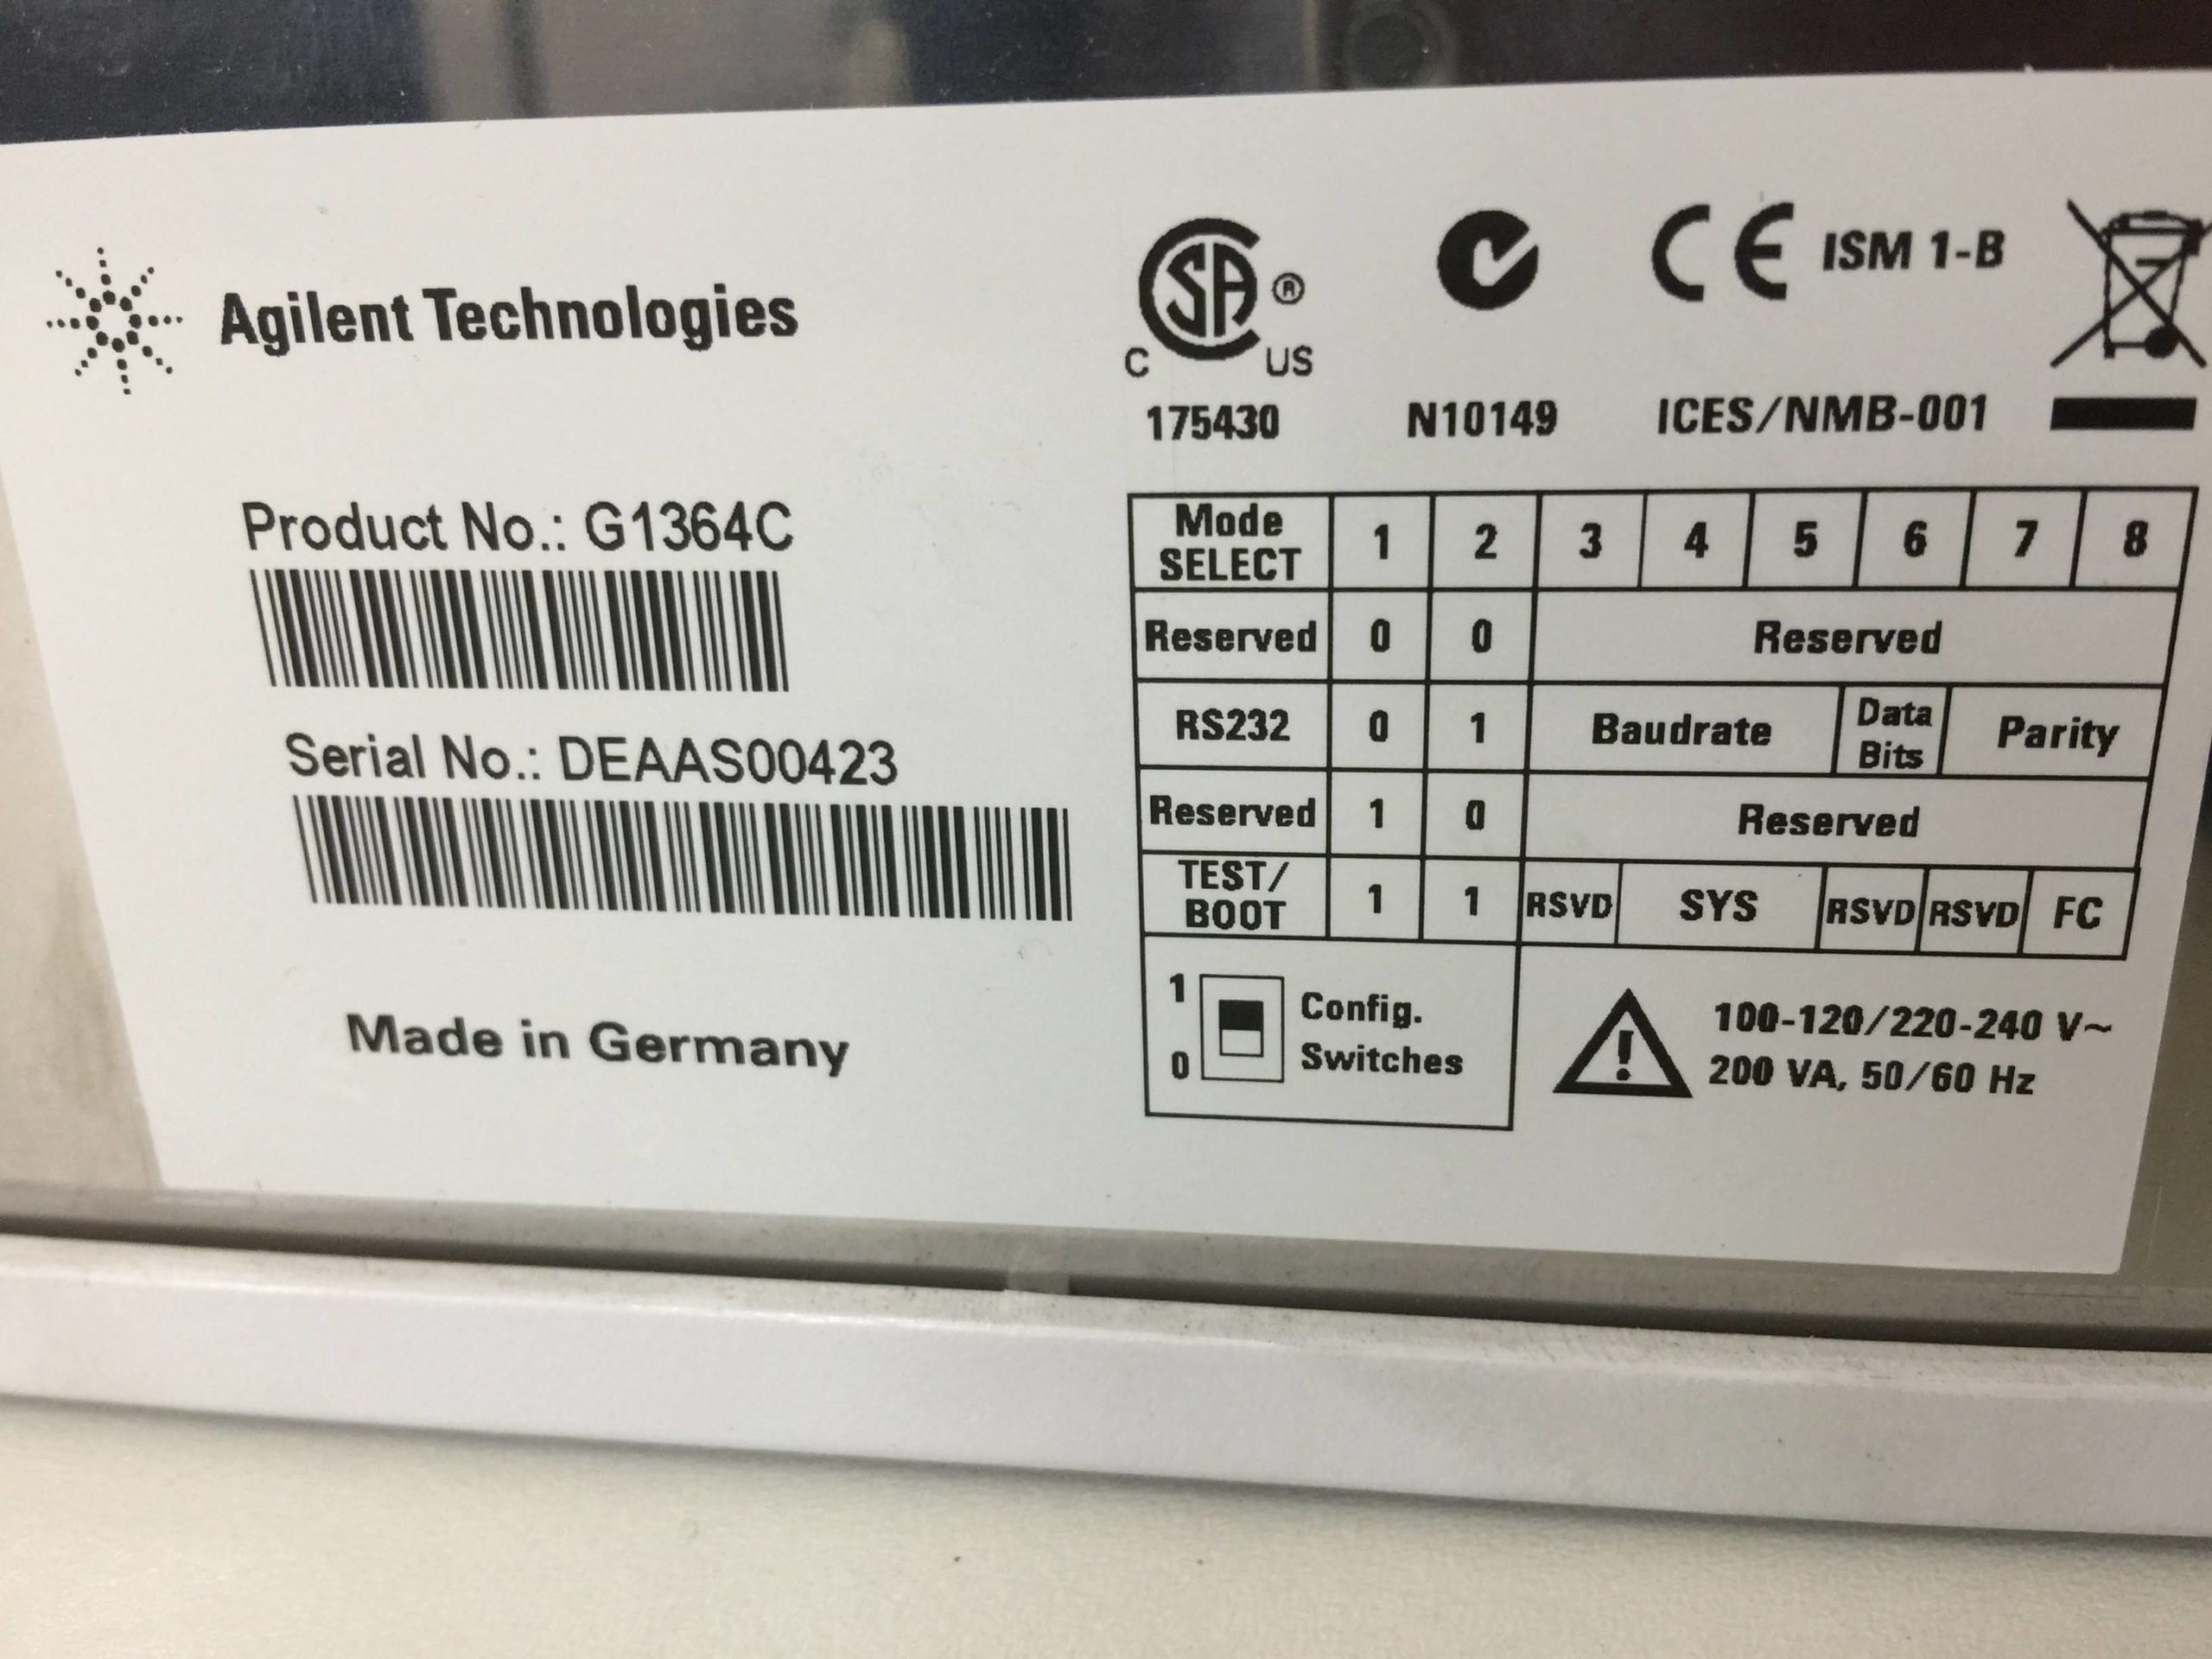 Agilent Technologies
Product No.: G1364C
Serial No.: DEAAS00423
Made in Germany
SA ® C US
175430
N10149
CE ISM 1-B
ICES/NMB-001
Mode SELECT 1 2 3 4 5 6 7 8
Reserved 0 0 Reserved
RS232 0 1 Baudrate Data Bits Parity
Reserved 1 0 Reserved
TEST/ BOOT 1 1 RSVD SYS RSVD RSVD FC
1 Config.
0 Switches
! 100-120/220-240 V~
200 VA, 50/60 Hz